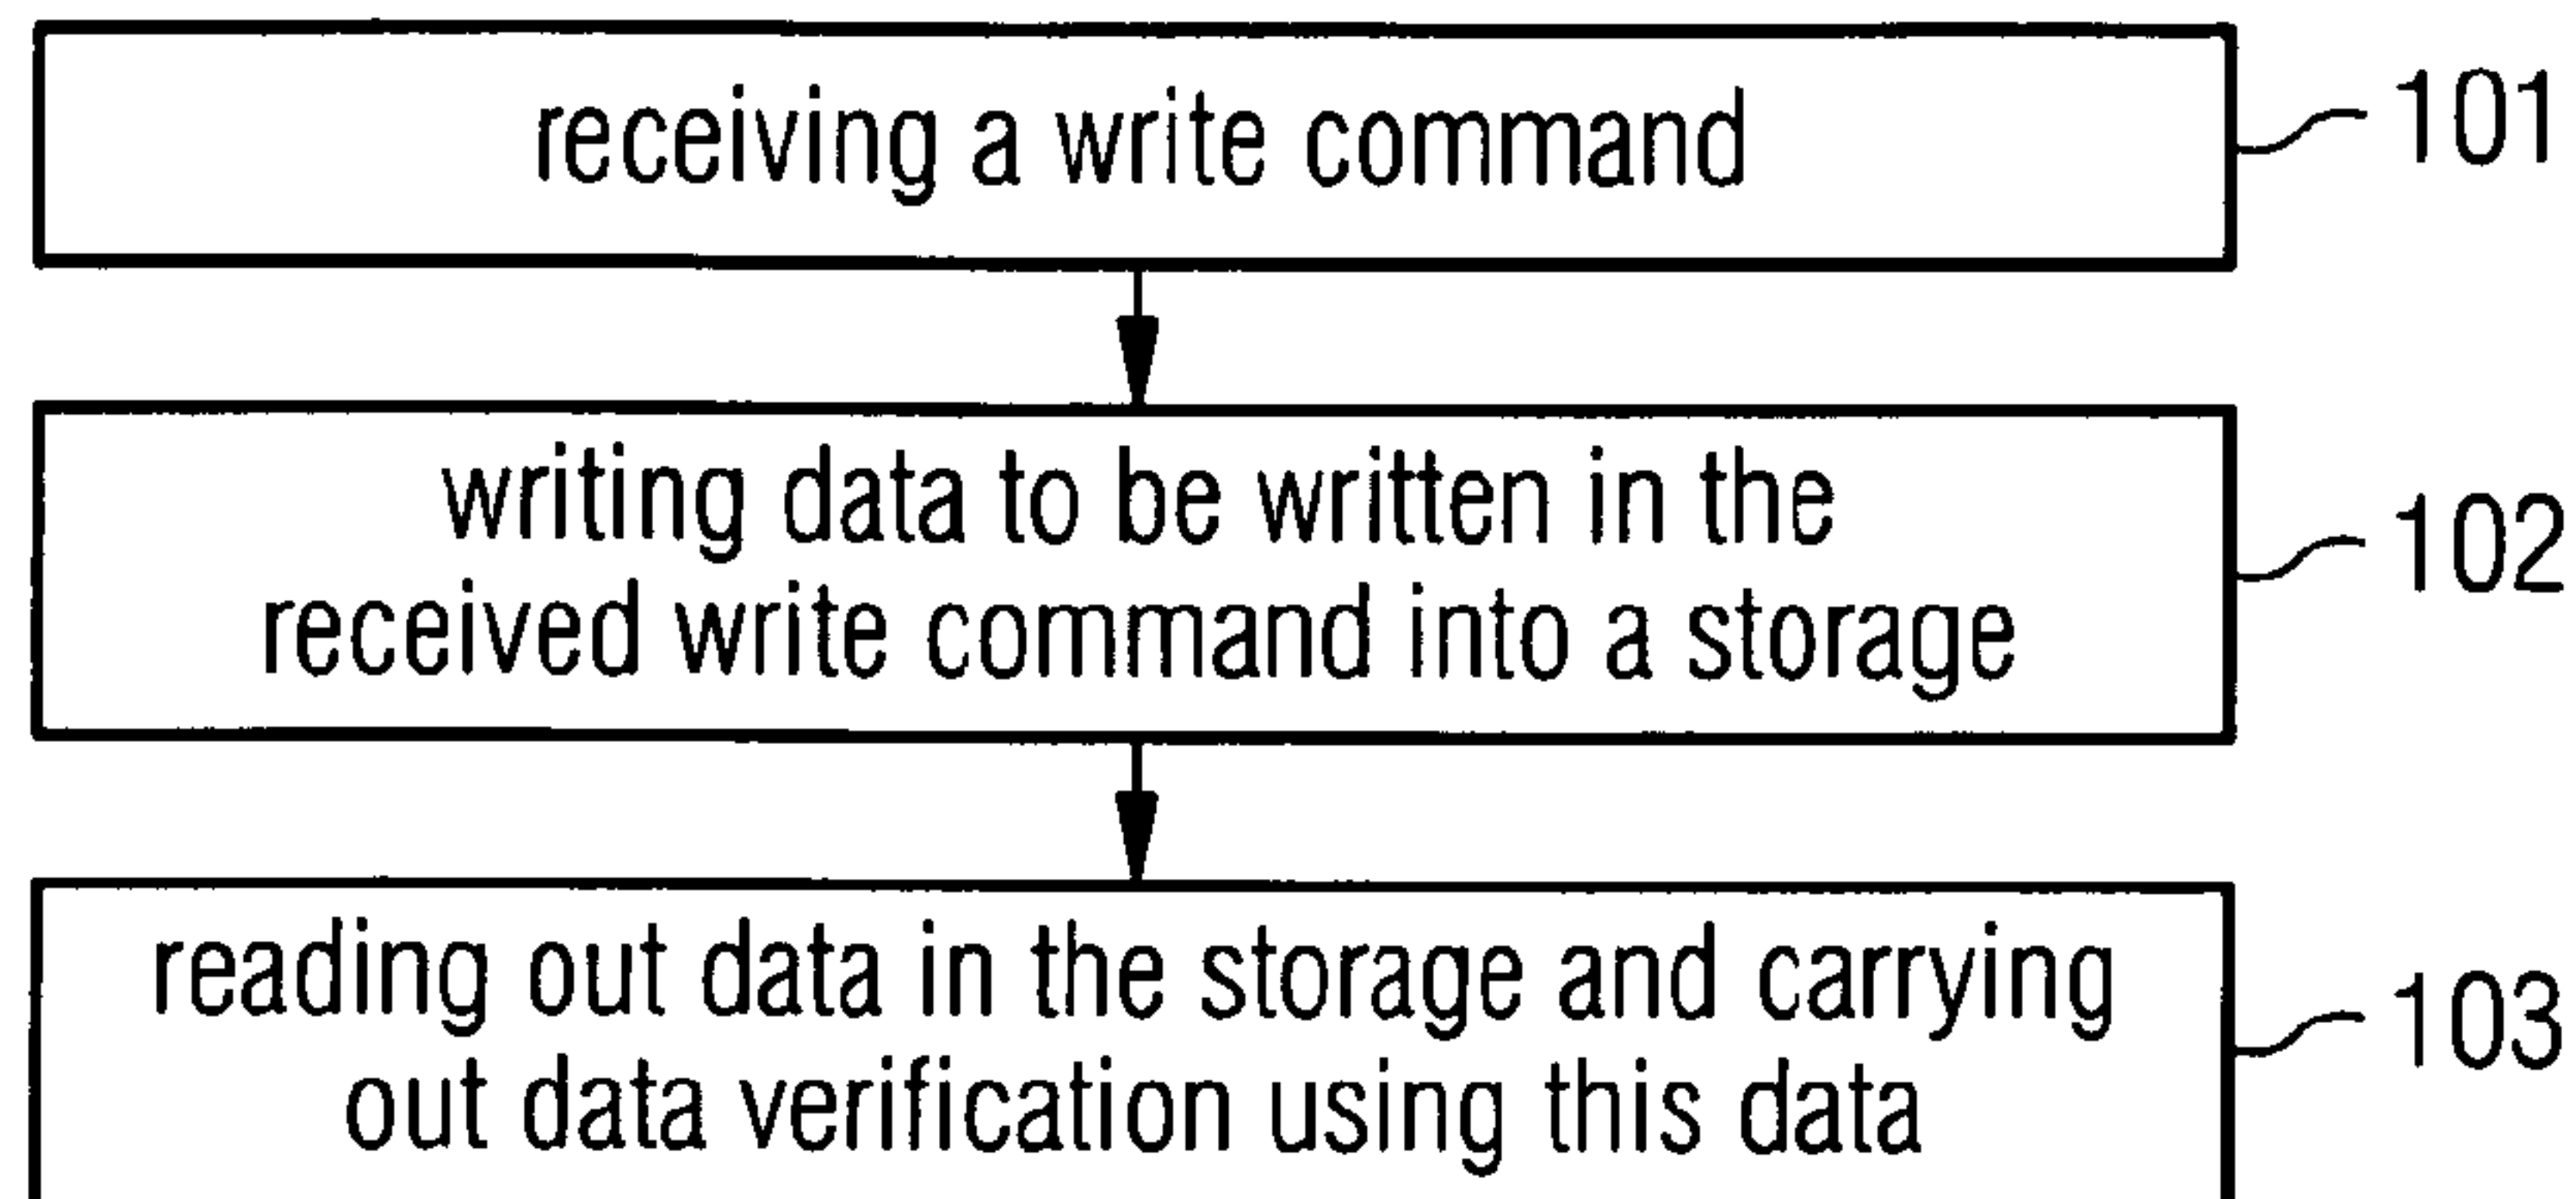 receiving a write command
101
writing data to be written in the
received write command into a storage
102
reading out data in the storage and carrying
out data verification using this data
103